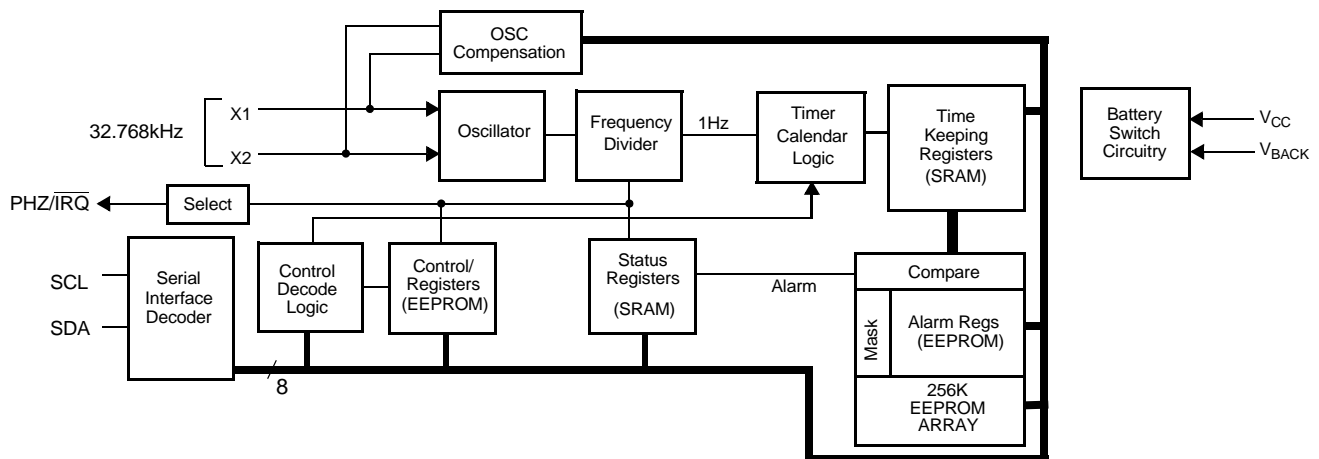 OSC
Compensation
X1
32.768kHz
X2
Oscillator
Frequency
Divider
1Hz
Timer
Calendar
Logic
Time
Keeping
Registers
(SRAM)
Battery
Switch
Circuitry
VCC
VBACK
PHZ/IRQ
Select
SCL
SDA
Serial
Interface
Decoder
Control
Decode
Logic
Control/
Registers
(EEPROM)
Status
Registers
(SRAM)
Alarm
Compare
Mask
Alarm Regs
(EEPROM)
256K
EEPROM
ARRAY
8